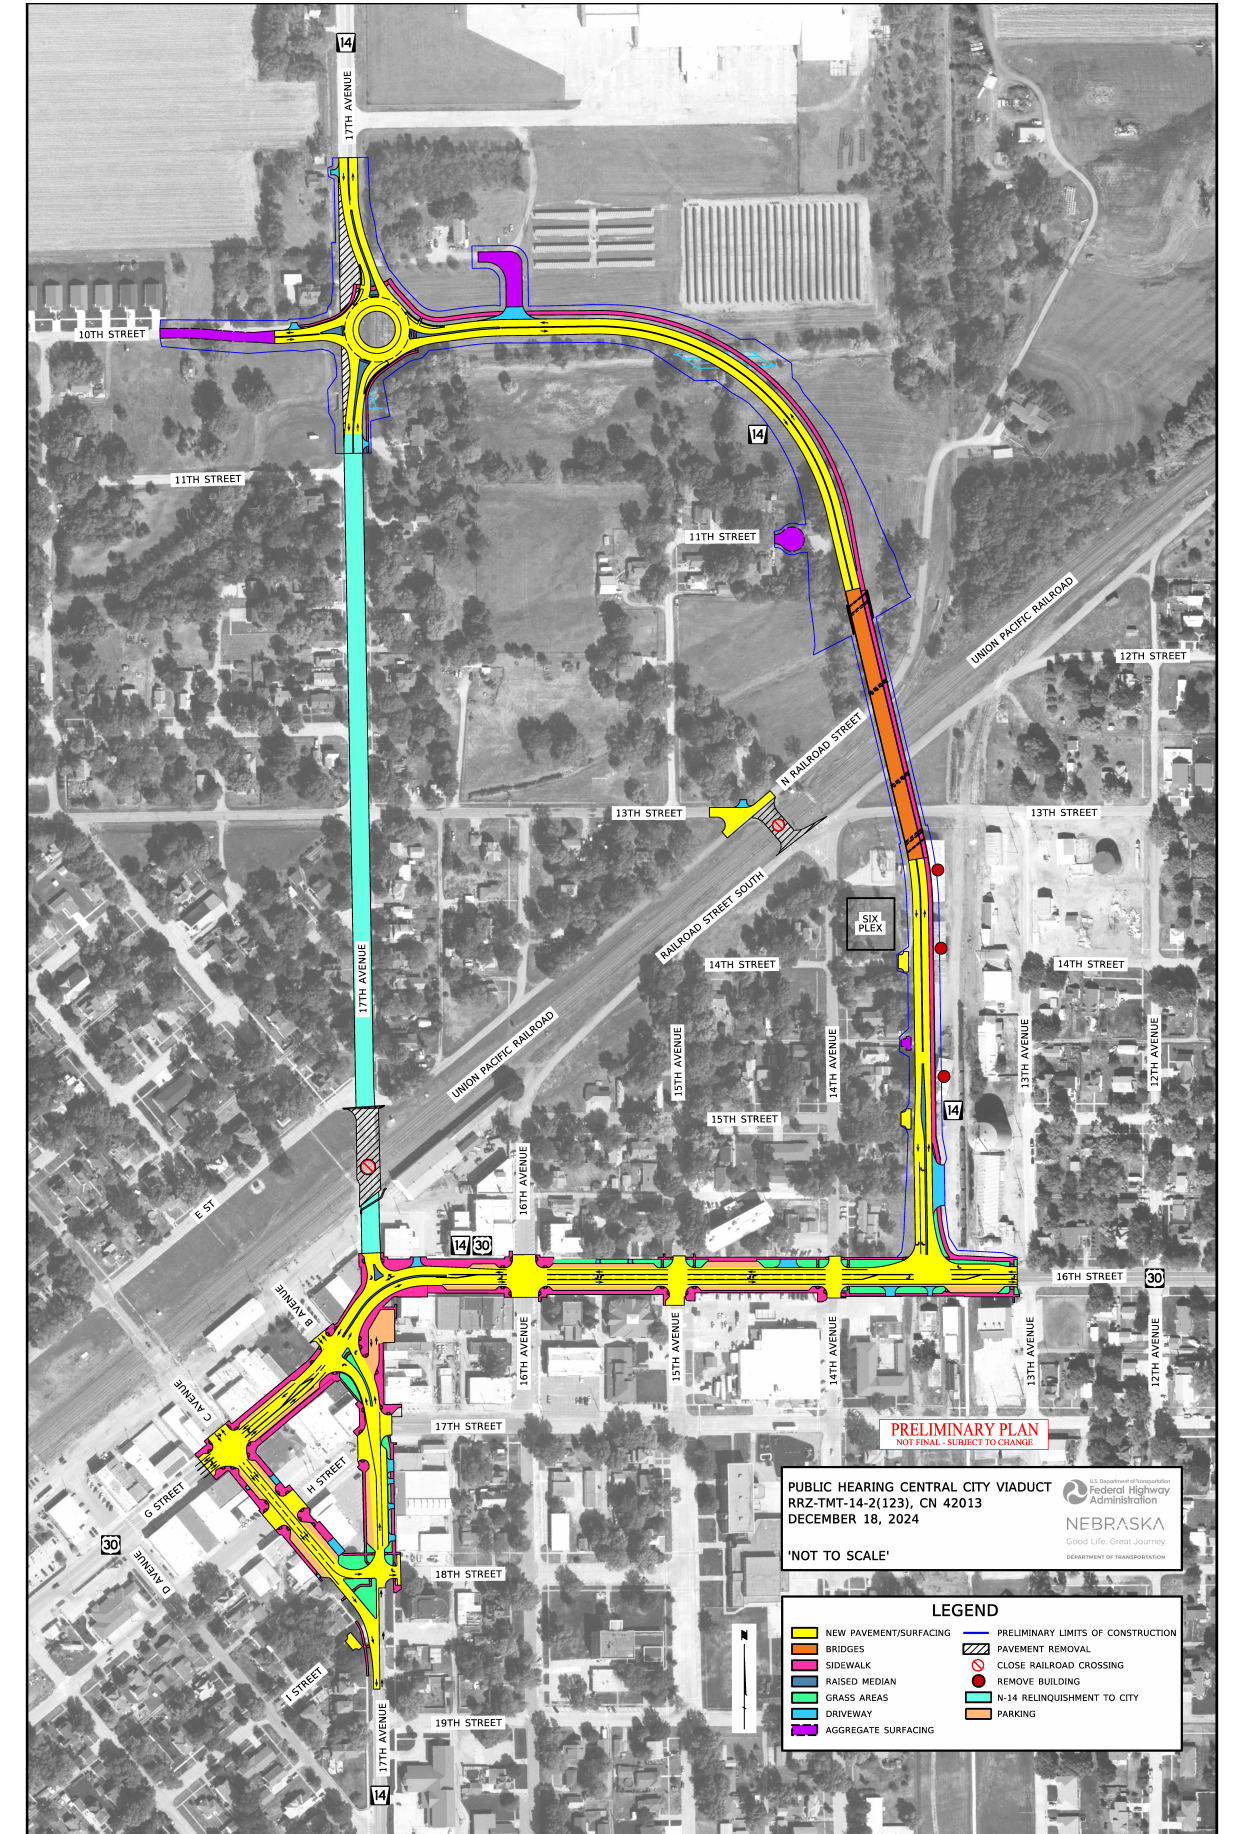 14
17TH AVENUE
10TH STREET
14
11TH STREET
11TH STREET
UNION PACIFIC RAILROAD
12TH STREET
N RAILROAD STREET
13TH STREET
13TH STREET
RAILROAD STREET SOUTH
SIX
PLEX
17TH AVENUE
14TH STREET
14TH STREET
UNION PACIFIC RAILROAD
15TH AVENUE
14TH AVENUE
13TH AVENUE
12TH AVENUE
15TH STREET
14
E ST
16TH AVENUE
14 30
16TH STREET
30
B AVENUE
16TH AVENUE
15TH AVENUE
14TH AVENUE
13TH AVENUE
12TH AVENUE
C AVENUE
17TH STREET
PRELIMINARY PLAN
NOT FINAL - SUBJECT TO CHANGE
H STREET
G STREET
30
D AVENUE
18TH STREET
I STREET
19TH STREET
17TH AVENUE
14
PUBLIC HEARING CENTRAL CITY VIADUCT
RRZ-TMT-14-2(123), CN 42013
DECEMBER 18, 2024
'NOT TO SCALE'
U.S. Department of Transportation
Federal Highway
Administration
NEBRASKA
Good Life. Great Journey.
DEPARTMENT OF TRANSPORTATION
N
LEGEND
NEW PAVEMENT/SURFACING
BRIDGES
SIDEWALK
RAISED MEDIAN
GRASS AREAS
DRIVEWAY
AGGREGATE SURFACING
PRELIMINARY LIMITS OF CONSTRUCTION
PAVEMENT REMOVAL
CLOSE RAILROAD CROSSING
REMOVE BUILDING
N-14 RELINQUISHMENT TO CITY
PARKING